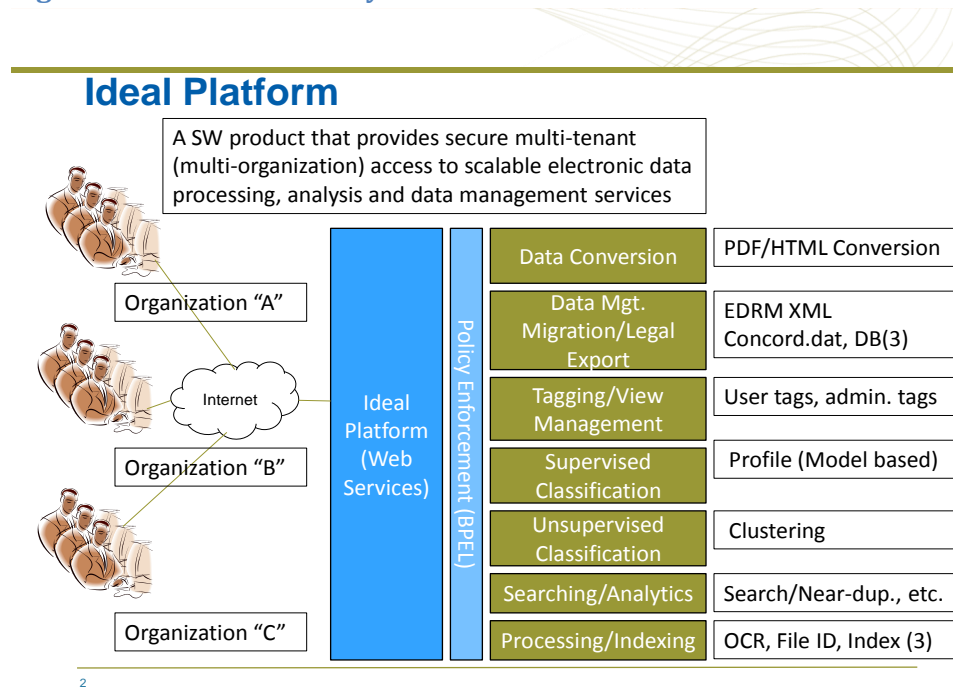 Ideal Platform
A SW product that provides secure multi-tenant
(multi-organization) access to scalable electronic data
processing, analysis and data management services
Organization “A”
Internet
Organization “B”
Organization “C”
Ideal
Platform
(Web
Services)
Policy Enforcement (BPEL)
Data Conversion
PDF/HTML Conversion
Data Mgt.
Migration/Legal
Export
EDRM XML
Concord.dat, DB(3)
Tagging/View
Management
User tags, admin. tags
Supervised
Classification
Profile (Model based)
Unsupervised
Classification
Clustering
Searching/Analytics
Search/Near-dup., etc.
Processing/Indexing
OCR, File ID, Index (3)
2